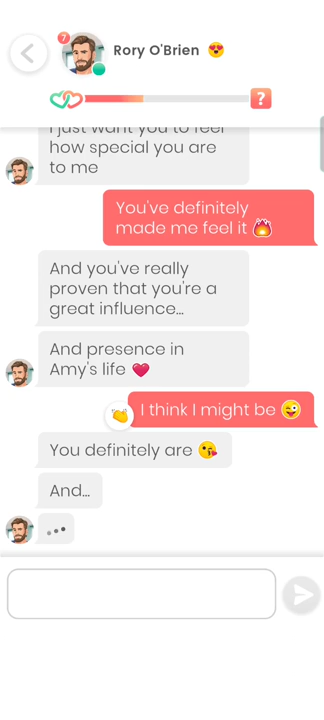 7
Rory O'Brien 😍
?
I just want you to feel
how special you are
to me
You've definitely
made me feel it 🔥
And you've really
proven that you're a
great influence...
And presence in
Amy's life ❤️
I think I might be 😜
You definitely are 😘
And...